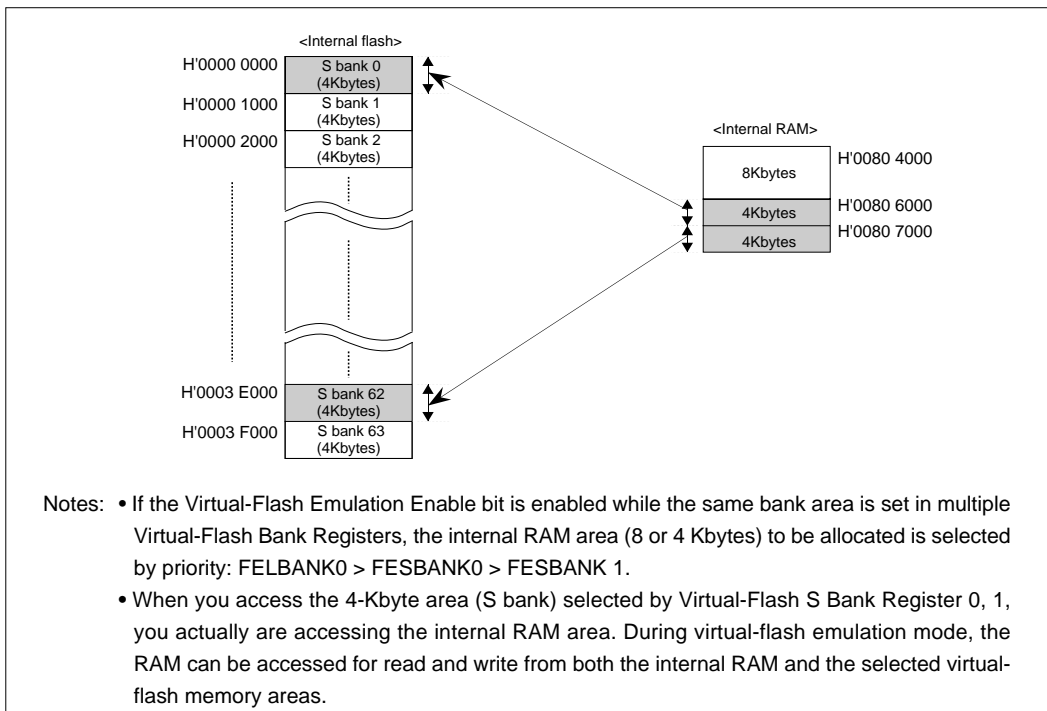 <Internal flash>
H'0000 0000
S bank 0
(4Kbytes)
H'0000 1000
S bank 1
(4Kbytes)
H'0000 2000
S bank 2
(4Kbytes)
H'0003 E000
S bank 62
(4Kbytes)
H'0003 F000
S bank 63
(4Kbytes)
<Internal RAM>
8Kbytes
H'0080 4000
4Kbytes
H'0080 6000
4Kbytes
H'0080 7000
Notes: • If the Virtual-Flash Emulation Enable bit is enabled while the same bank area is set in multiple
Virtual-Flash Bank Registers, the internal RAM area (8 or 4 Kbytes) to be allocated is selected
by priority: FELBANK0 > FESBANK0 > FESBANK 1.
• When you access the 4-Kbyte area (S bank) selected by Virtual-Flash S Bank Register 0, 1,
you actually are accessing the internal RAM area. During virtual-flash emulation mode, the
RAM can be accessed for read and write from both the internal RAM and the selected virtual-
flash memory areas.